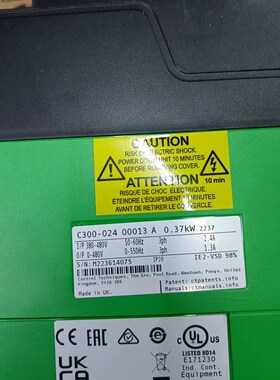 CAUTION
RISK OF ELECTRIC SHOCK.
POWER DOWN UNIT 10 MINUTES
BEFORE REMOVING COVER.
ATTENTION 10 min
RISQUE DE DÉCHARGE ÉLECTRIQUE.
ÉTEINDRE L'ÉQUIPEMENT 10 MINUTES
AVANT DE RETIRER LE COUVERCLE.
C300-024 00013 A 0.37kW 2237
I/P 380-480V 50-60Hz 3ph 2.4A
O/P 0-480V 0-550Hz 3ph 1.3A
S/N: M223614075 IP20 IE2-VSD 98%
Control Techniques, The Gro, Pool Road, Newtown, Powys, United
Kingdom, SY16 3BE Patents:ctpatents.info
Made in UK. Manuals:ctmanuals.info
UK
CA
UL
LISTED 8D14
E171230
Ind. Cont.
Equipment